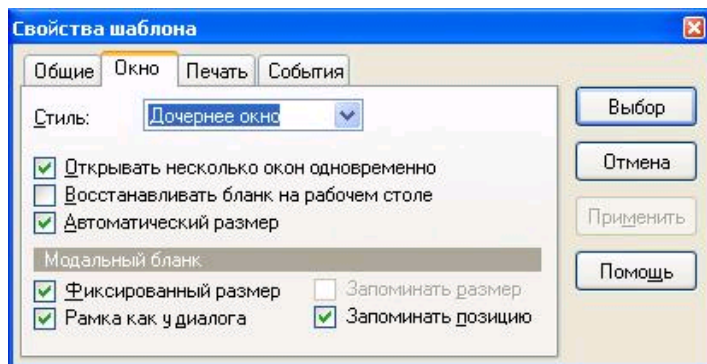 Свойства шаблона
Общие Окно Печать События
Стиль: Дочернее окно
Выбор
Открывать несколько окон одновременно
Отмена
Восстанавливать бланк на рабочем столе
Автоматический размер
Применить
Модальный бланк
Помощь
Фиксированный размер Запоминать размер
Рамка как у диалога Запоминать позицию